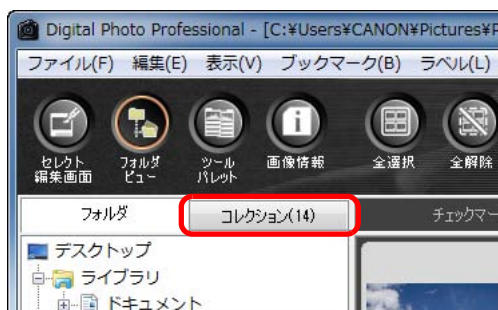 Digital Photo Professional - [C:¥Users¥CANON¥Pictures¥
ファイル(F) 編集(E) 表示(V) ブックマーク(B) ラベル(L)
セレクト編集画面 フォルダビュー ツールパレット 画像情報 全選択 全解除
フォルダ コレクション(14) チェックマー
デスクトップ
ライブラリ
ドキュメント